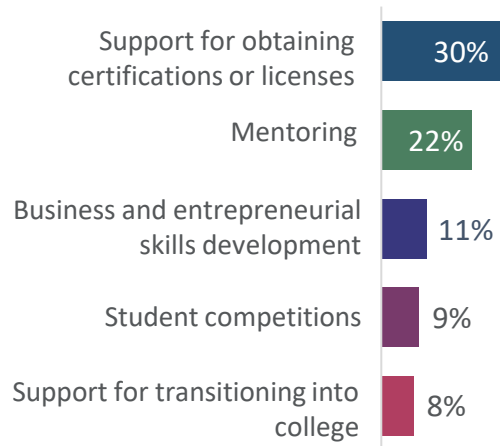 Support for obtaining
certifications or licenses
30%
Mentoring
22%
Business and entrepreneurial
skills development
11%
Student competitions
9%
Support for transitioning into
college
8%